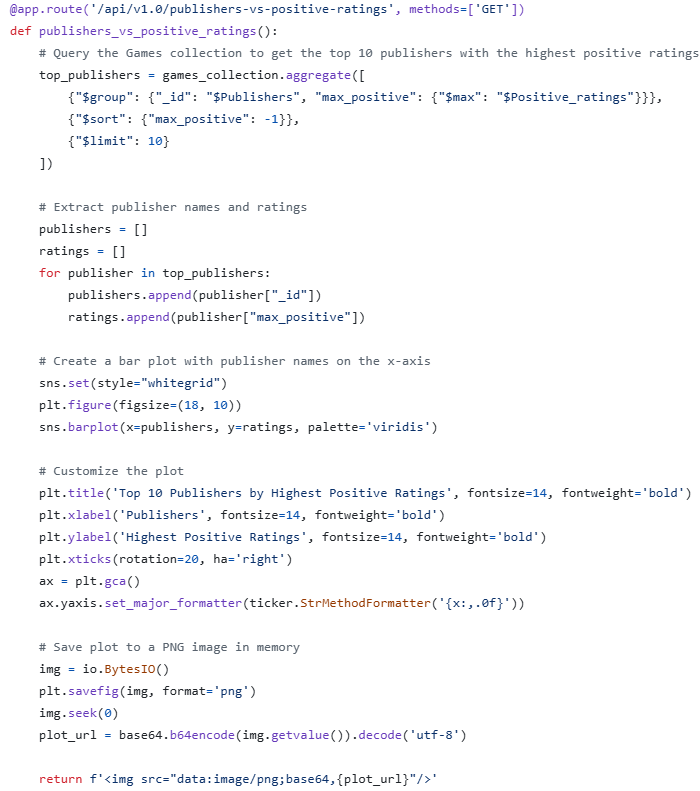 @app.route('/api/v1.0/publishers-vs-positive-ratings', methods=['GET'])
def publishers_vs_positive_ratings():
    # Query the Games collection to get the top 10 publishers with the highest positive ratings
    top_publishers = games_collection.aggregate([
        {"$group": {"_id": "$Publishers", "max_positive": {"$max": "$Positive_ratings"}}},
        {"$sort": {"max_positive": -1}},
        {"$limit": 10}
    ])

    # Extract publisher names and ratings
    publishers = []
    ratings = []
    for publisher in top_publishers:
        publishers.append(publisher["_id"])
        ratings.append(publisher["max_positive"])

    # Create a bar plot with publisher names on the x-axis
    sns.set(style="whitegrid")
    plt.figure(figsize=(18, 10))
    sns.barplot(x=publishers, y=ratings, palette='viridis')

    # Customize the plot
    plt.title('Top 10 Publishers by Highest Positive Ratings', fontsize=14, fontweight='bold')
    plt.xlabel('Publishers', fontsize=14, fontweight='bold')
    plt.ylabel('Highest Positive Ratings', fontsize=14, fontweight='bold')
    plt.xticks(rotation=20, ha='right')
    ax = plt.gca()
    ax.yaxis.set_major_formatter(ticker.StrMethodFormatter('{x:,.0f}'))

    # Save plot to a PNG image in memory
    img = io.BytesIO()
    plt.savefig(img, format='png')
    img.seek(0)
    plot_url = base64.b64encode(img.getvalue()).decode('utf-8')

    return f'<img src="data:image/png;base64,{plot_url}"/>'